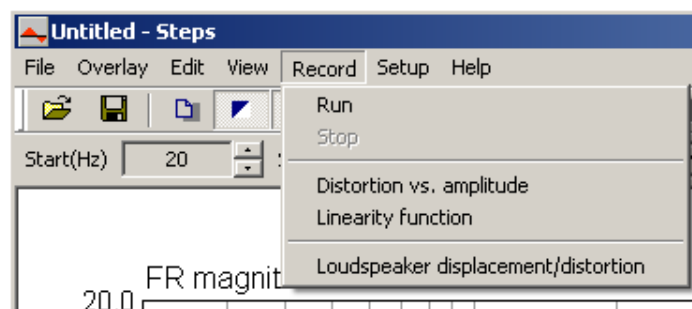 Untitled - Steps
File Overlay Edit View Record Setup Help
Run
Stop
Start(Hz) 20
Distortion vs. amplitude
Linearity function
Loudspeaker displacement/distortion
FR magnit
20.0